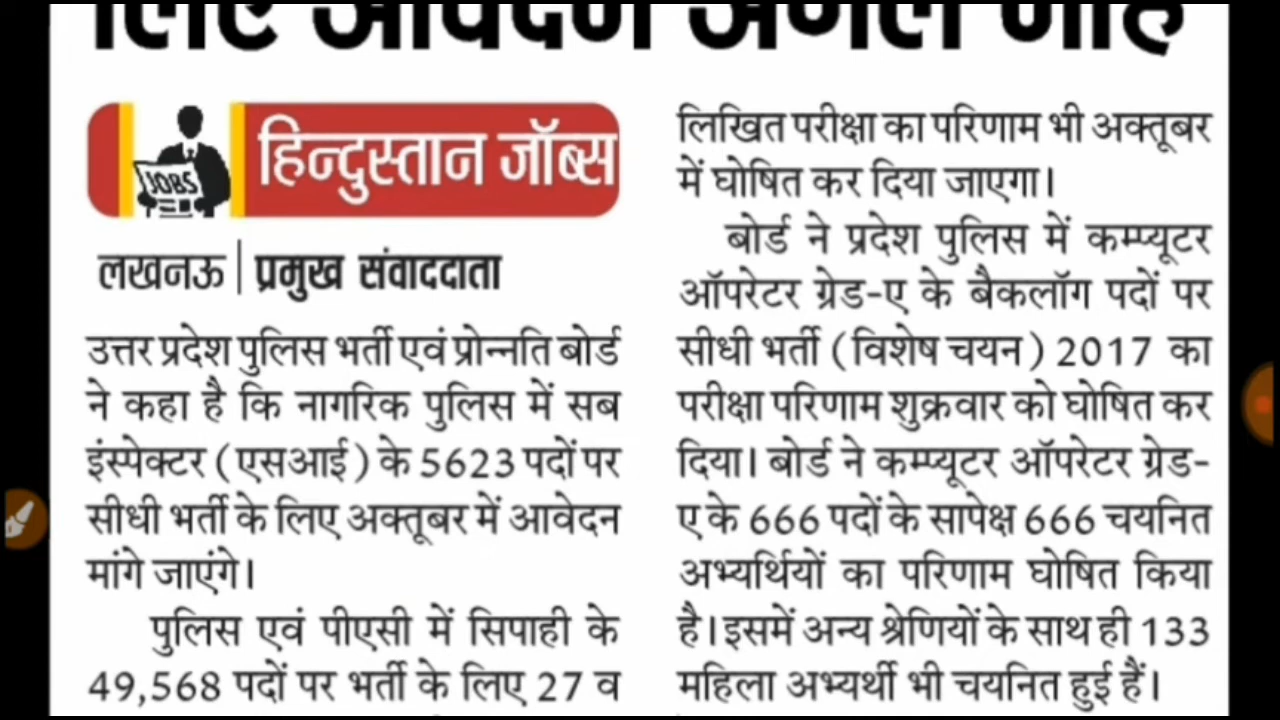 लिए आवेदन अगले माह
JOBS
हिन्दुस्तान जॉब्स
लखनऊ | प्रमुख संवाददाता
उत्तर प्रदेश पुलिस भर्ती एवं प्रोन्नति बोर्ड
ने कहा है कि नागरिक पुलिस में सब
इंस्पेक्टर (एसआई) के 5623 पदों पर
सीधी भर्ती के लिए अक्तूबर में आवेदन
मांगे जाएंगे।
पुलिस एवं पीएसी में सिपाही के
49,568 पदों पर भर्ती के लिए 27 व
लिखित परीक्षा का परिणाम भी अक्तूबर
में घोषित कर दिया जाएगा।
बोर्ड ने प्रदेश पुलिस में कम्प्यूटर
ऑपरेटर ग्रेड-ए के बैकलॉग पदों पर
सीधी भर्ती (विशेष चयन) 2017 का
परीक्षा परिणाम शुक्रवार को घोषित कर
दिया। बोर्ड ने कम्प्यूटर ऑपरेटर ग्रेड-
ए के 666 पदों के सापेक्ष 666 चयनित
अभ्यर्थियों का परिणाम घोषित किया
है। इसमें अन्य श्रेणियों के साथ ही 133
महिला अभ्यर्थी भी चयनित हुई हैं।